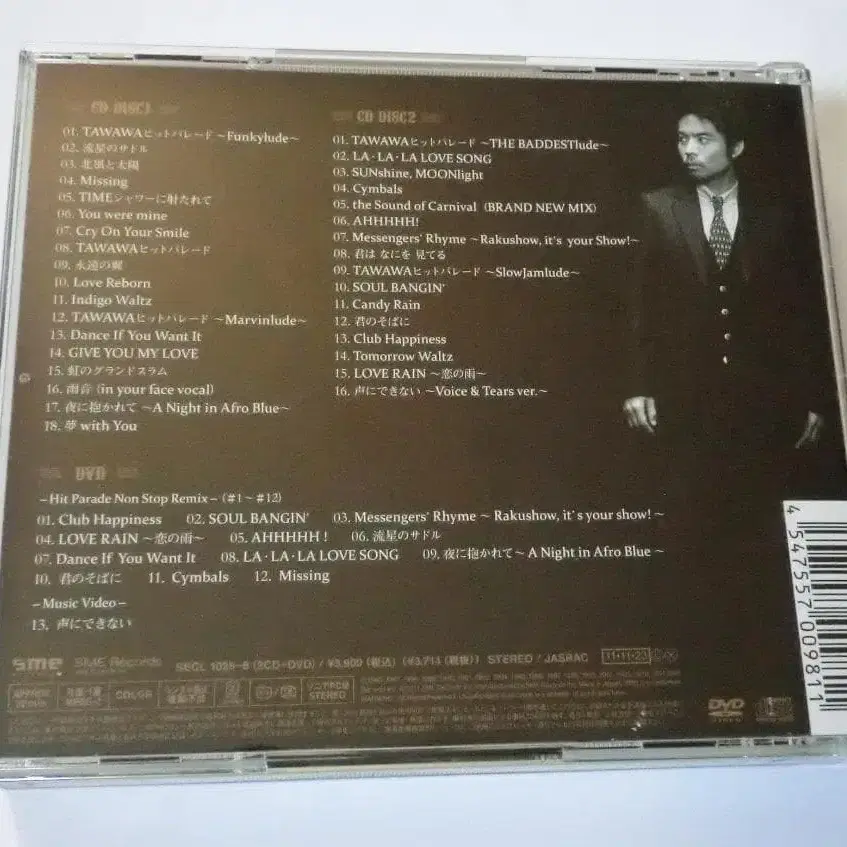 CD DISC1
01. TAWAWAヒットパレード ~Funkylude~
02. 流星のサドル
03. 北風と太陽
04. Missing
05. TIMEシャワーに射たれて
06. You were mine
07. Cry On Your Smile
08. TAWAWAヒットパレード
09. 永遠の翼
10. Love Reborn
11. Indigo Waltz
12. TAWAWAヒットパレード ~Marvinlude~
13. Dance If You Want It
14. GIVE YOU MY LOVE
15. 虹のグランドスラム
16. 雨音 (in your face vocal)
17. 夜に抱かれて ~A Night in Afro Blue~
18. 夢 with You
CD DISC2
01. TAWAWAヒットパレード ~THE BADDESTlude~
02. LA・LA・LA LOVE SONG
03. SUNshine, MOONlight
04. Cymbals
05. the Sound of Carnival (BRAND NEW MIX)
06. AHHHHH!
07. Messengers' Rhyme ~Rakushow, it's your Show!~
08. 君は なにを 見てる
09. TAWAWAヒットパレード ~SlowJamlude~
10. SOUL BANGIN'
11. Candy Rain
12. 君のそばに
13. Club Happiness
14. Tomorrow Waltz
15. LOVE RAIN ~恋の雨~
16. 声にできない ~Voice & Tears ver.~
DVD
–Hit Parade Non Stop Remix– (#1~#12)
01. Club Happiness 02. SOUL BANGIN' 03. Messengers' Rhyme ~ Rakushow, it's your show! ~
04. LOVE RAIN ~恋の雨~ 05. AHHHHH! 06. 流星のサドル
07. Dance If You Want It 08. LA・LA・LA LOVE SONG 09. 夜に抱かれて~ A Night in Afro Blue ~
10. 君のそばに 11. Cymbals 12. Missing
–Music Video–
13. 声にできない
sme SME Records
(2CD+DVD) / ¥3,900 (税込) (¥3,714 (税抜)) STEREO / JASRAC 11・11・23
COLOR
STEREO
DVD
4 547557 009811